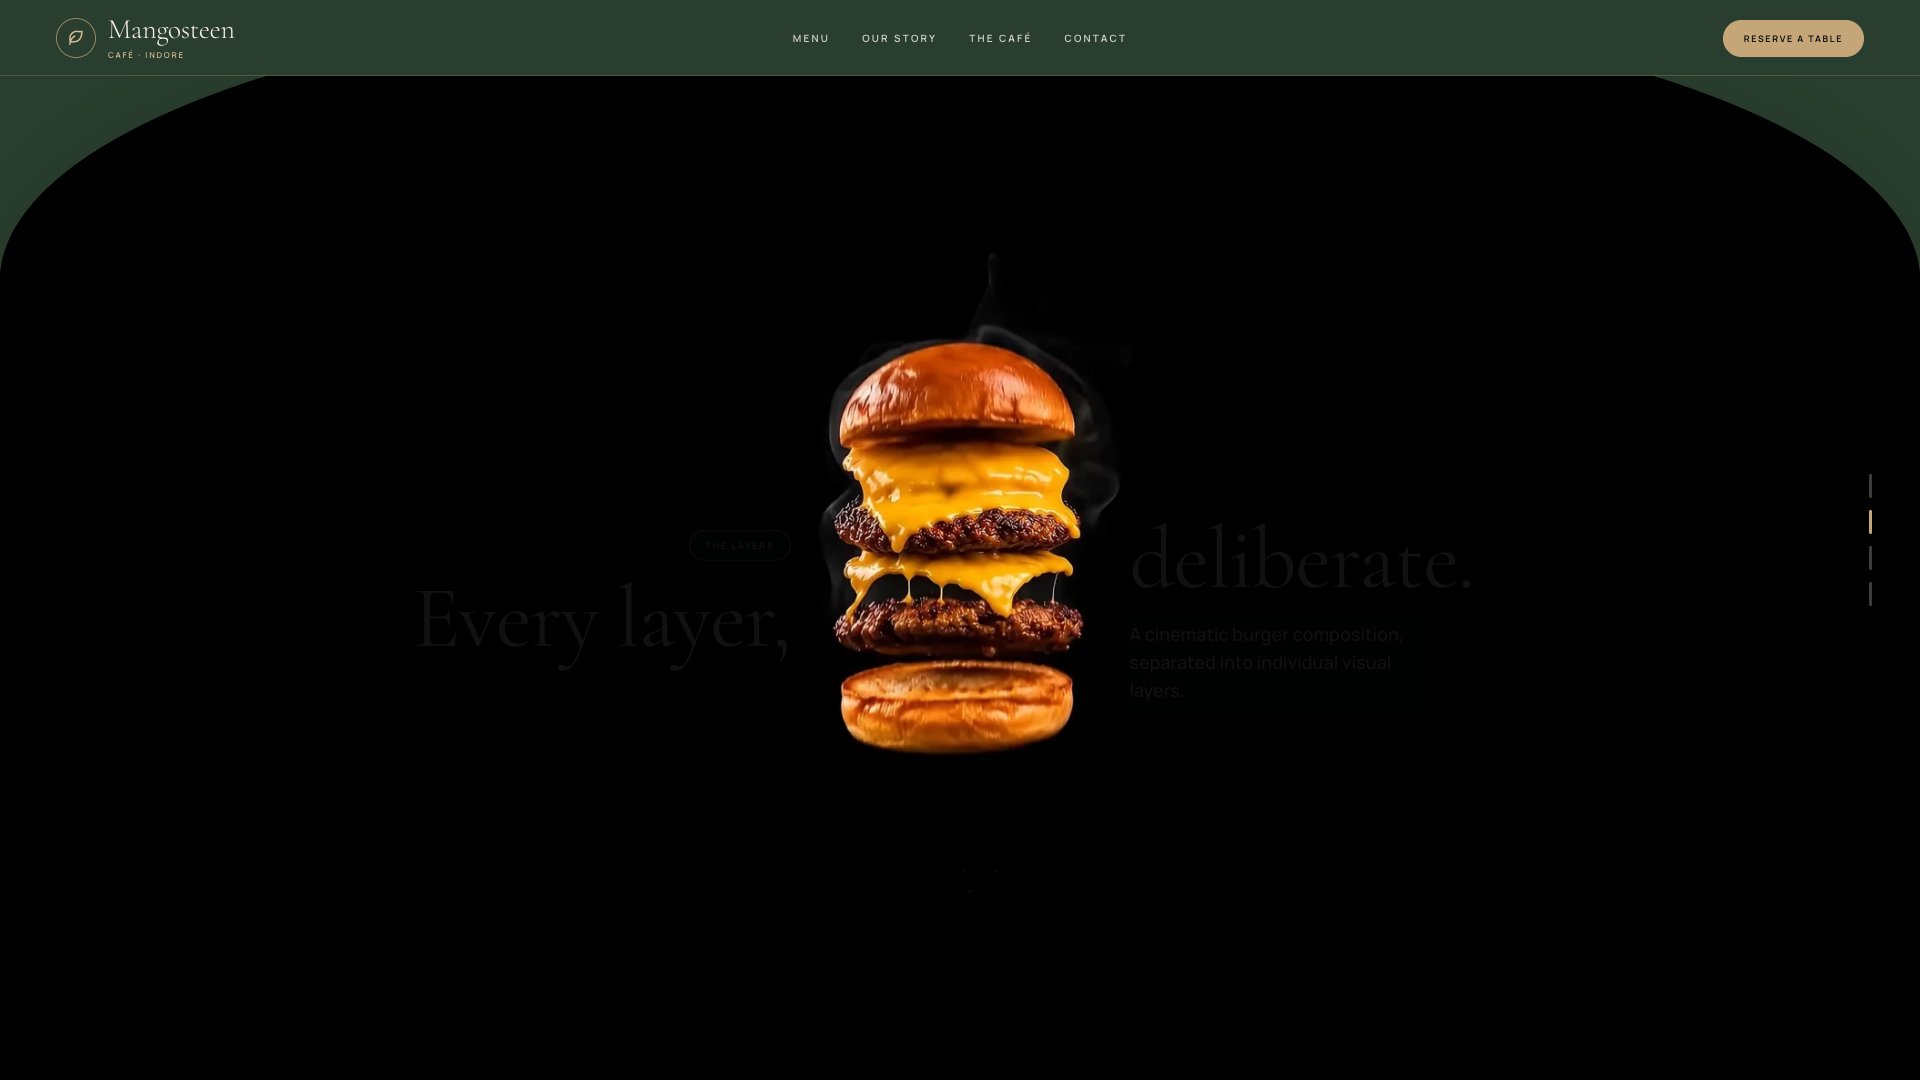 Mangosteen
CAFÉ · INDORE
MENU
OUR STORY
THE CAFÉ
CONTACT
RESERVE A TABLE
THE LAYERS
Every layer,
deliberate.
A cinematic burger composition,
separated into individual visual
layers.